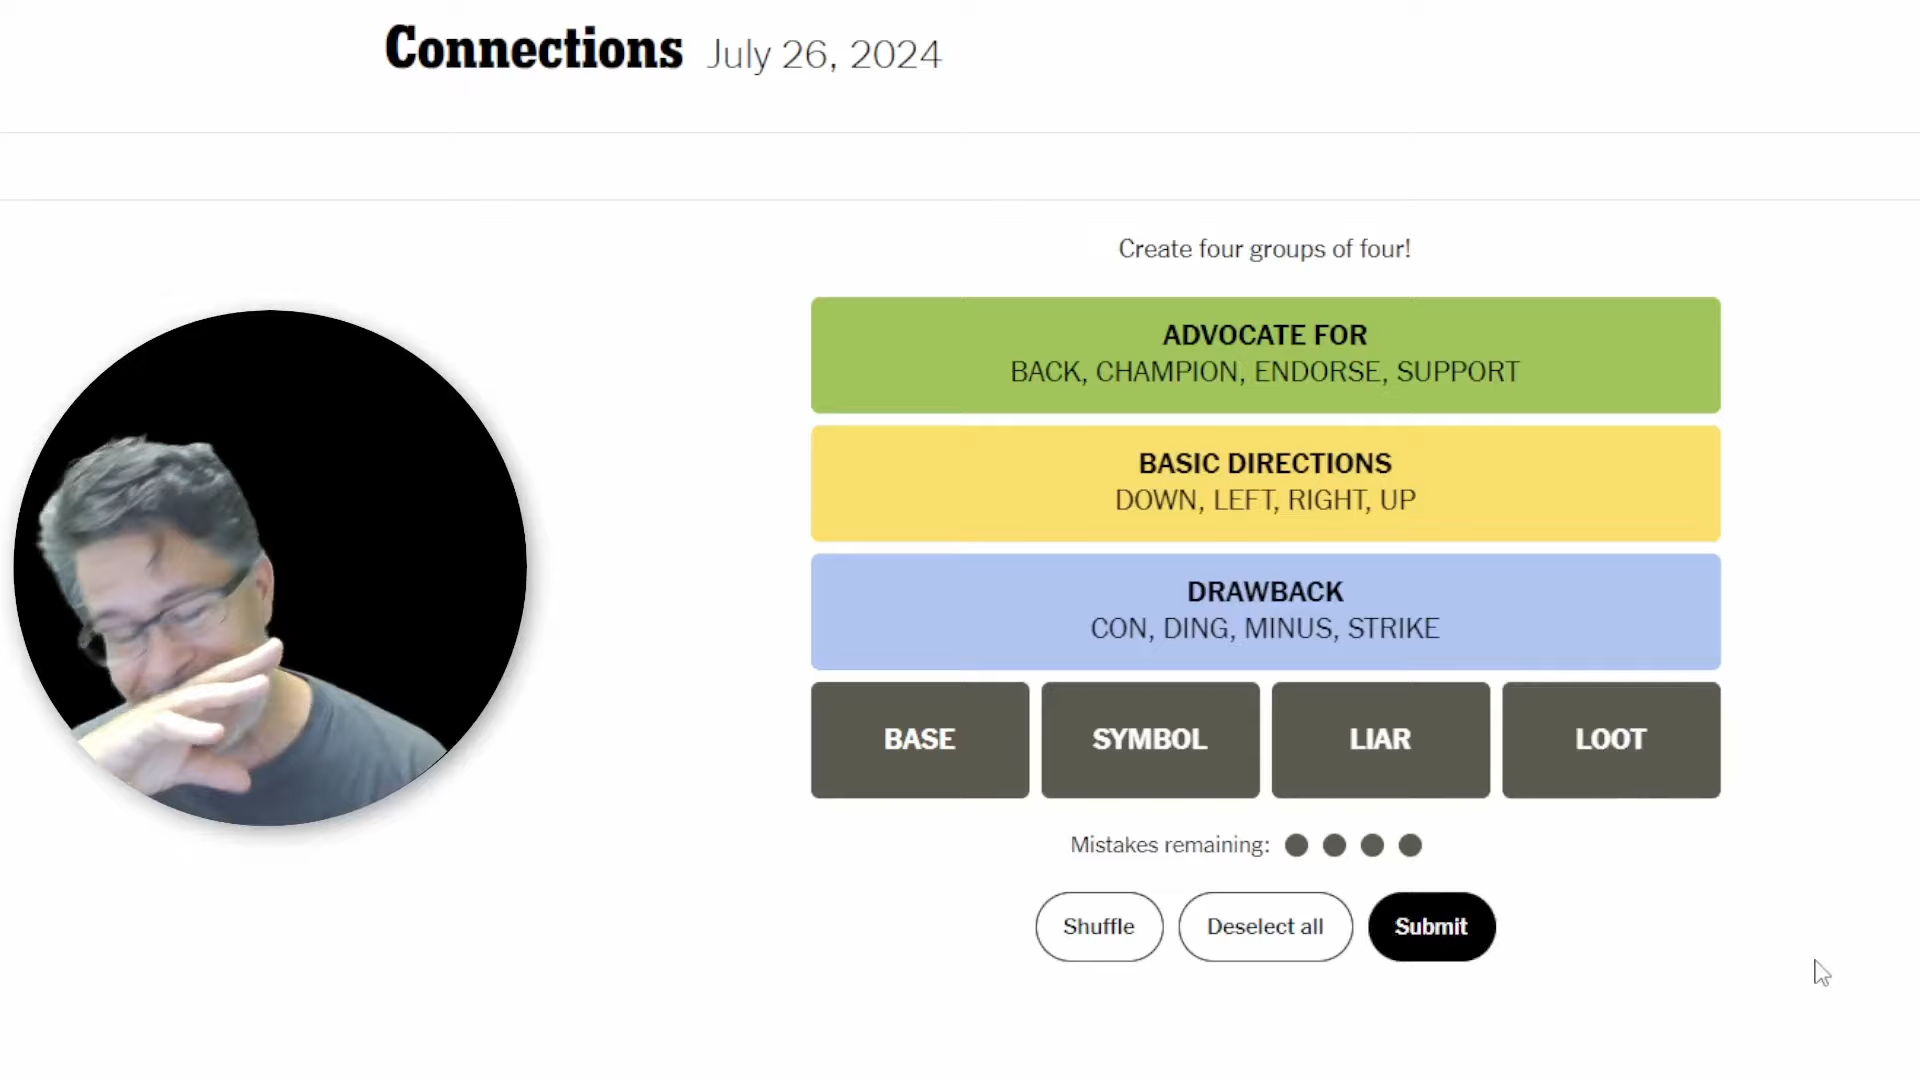 Connections July 26, 2024
Create four groups of four!
ADVOCATE FOR
BACK, CHAMPION, ENDORSE, SUPPORT
BASIC DIRECTIONS
DOWN, LEFT, RIGHT, UP
DRAWBACK
CON, DING, MINUS, STRIKE
BASE SYMBOL LIAR LOOT
Mistakes remaining:
Shuffle Deselect all Submit